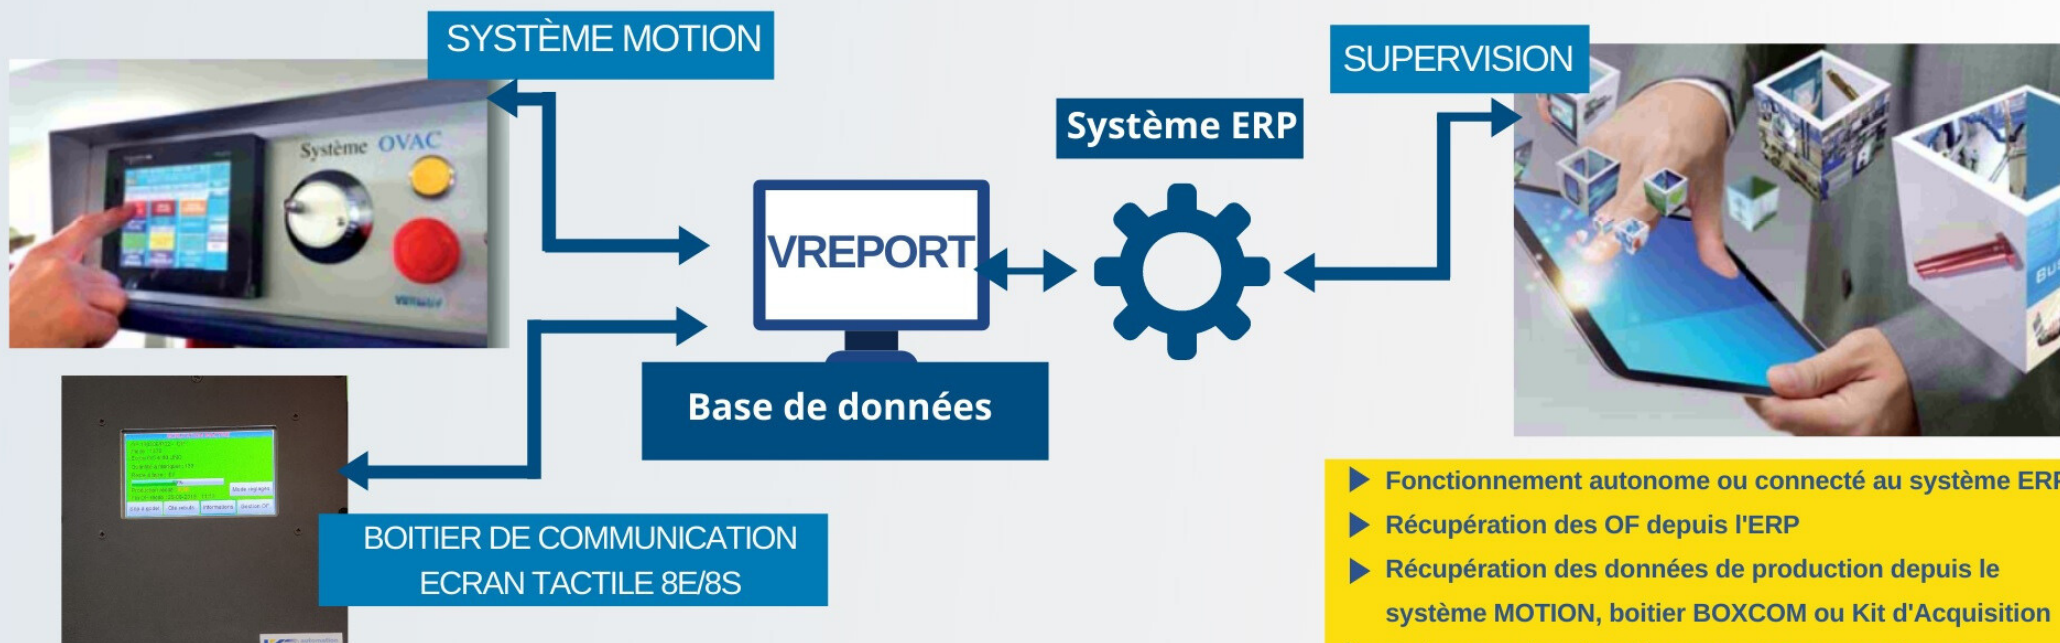 SYSTÈME MOTION
SUPERVISION
Système ERP
Système OVAC
VREPORT
Base de données
BOITIER DE COMMUNICATION
ECRAN TACTILE 8E/8S
Fonctionnement autonome ou connecté au système ERP
Récupération des OF depuis l'ERP
Récupération des données de production depuis le
système MOTION, boitier BOXCOM ou Kit d'Acquisition